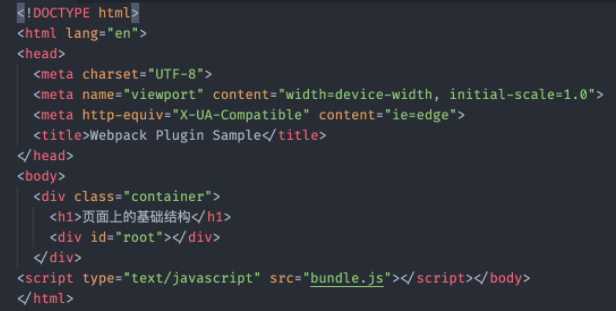 <!DOCTYPE html>
<html lang="en">
<head>
  <meta charset="UTF-8">
  <meta name="viewport" content="width=device-width, initial-scale=1.0">
  <meta http-equiv="X-UA-Compatible" content="ie=edge">
  <title>Webpack Plugin Sample</title>
</head>
<body>
  <div class="container">
    <h1>页面上的基础结构</h1>
    <div id="root"></div>
  </div>
<script type="text/javascript" src="bundle.js"></script></body>
</html>